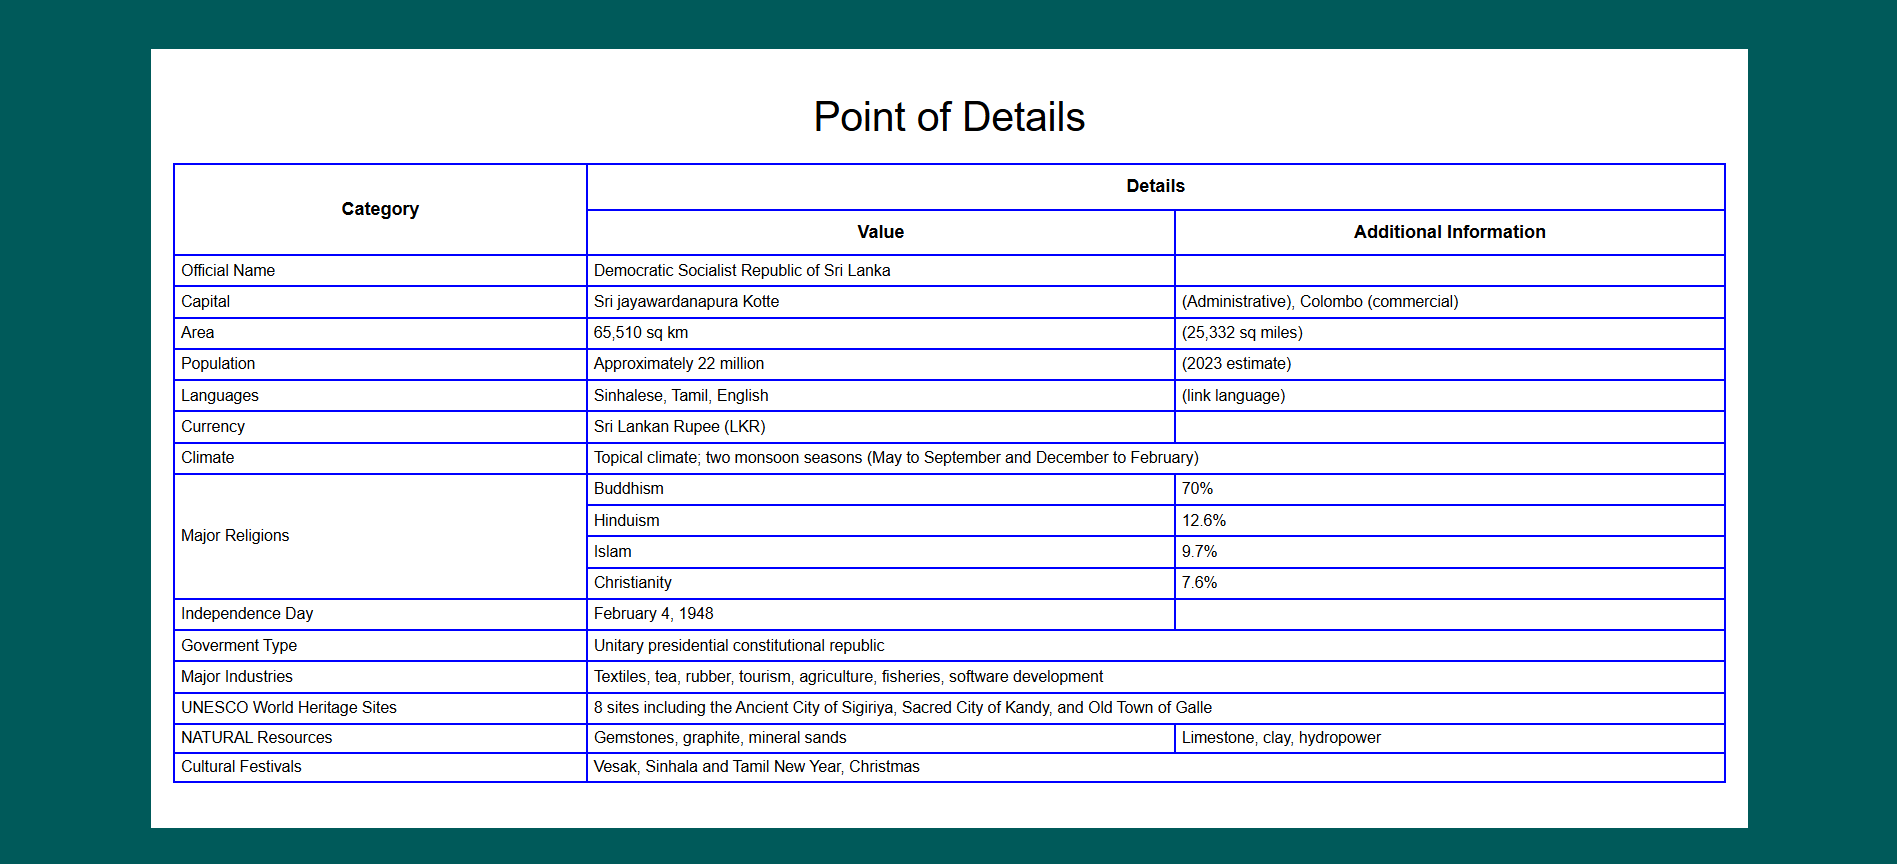 Point of Details
Category
Details
Value Additional Information
Official Name Democratic Socialist Republic of Sri Lanka
Capital Sri jayawardanapura Kotte (Administrative), Colombo (commercial)
Area 65,510 sq km (25,332 sq miles)
Population Approximately 22 million (2023 estimate)
Languages Sinhalese, Tamil, English (link language)
Currency Sri Lankan Rupee (LKR)
Climate Topical climate; two monsoon seasons (May to September and December to February)
Major Religions
Buddhism 70%
Hinduism 12.6%
Islam 9.7%
Christianity 7.6%
Independence Day February 4, 1948
Goverment Type Unitary presidential constitutional republic
Major Industries Textiles, tea, rubber, tourism, agriculture, fisheries, software development
UNESCO World Heritage Sites 8 sites including the Ancient City of Sigiriya, Sacred City of Kandy, and Old Town of Galle
NATURAL Resources Gemstones, graphite, mineral sands Limestone, clay, hydropower
Cultural Festivals Vesak, Sinhala and Tamil New Year, Christmas